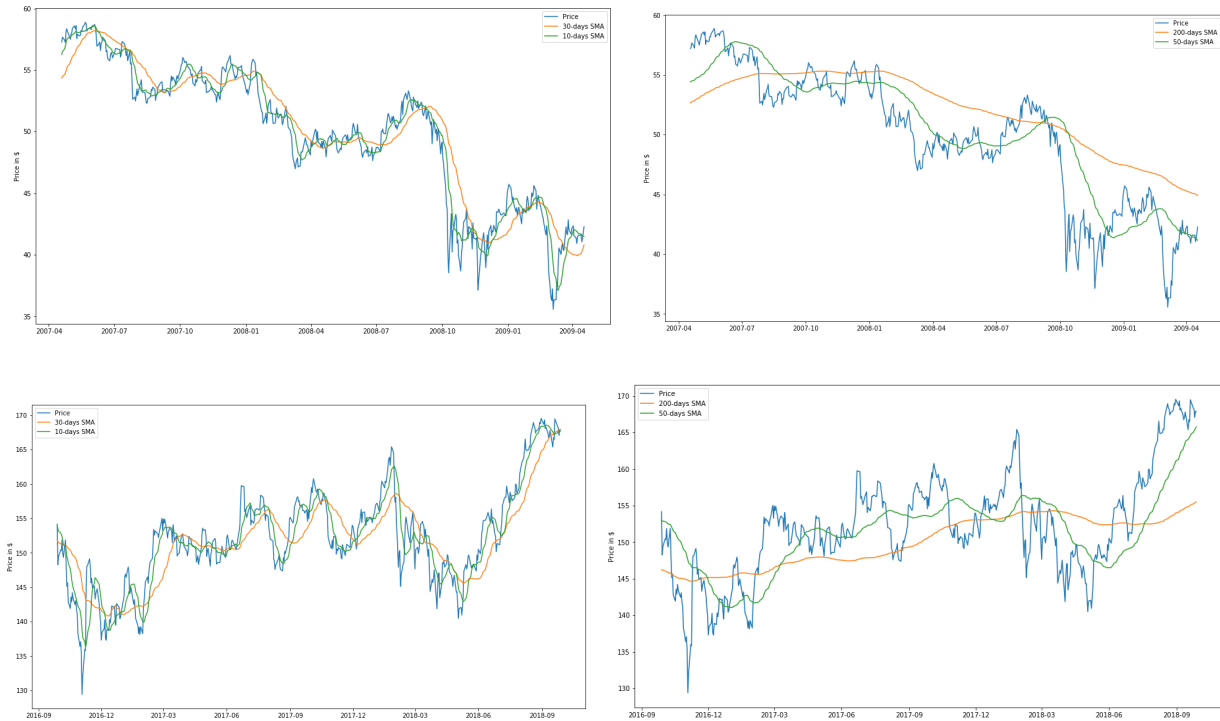 60
55
50
45
40
35
Price in $
Price
30-days SMA
10-days SMA
2007-04 2007-07 2007-10 2008-01 2008-04 2008-07 2008-10 2009-01 2009-04
60
55
50
45
40
35
Price in $
Price
200-days SMA
50-days SMA
2007-04 2007-07 2007-10 2008-01 2008-04 2008-07 2008-10 2009-01 2009-04
170
165
160
155
150
145
140
135
130
Price in $
Price
30-days SMA
10-days SMA
2016-09 2016-12 2017-03 2017-06 2017-09 2017-12 2018-03 2018-06 2018-09
170
165
160
155
150
145
140
135
130
Price in $
Price
200-days SMA
50-days SMA
2016-09 2016-12 2017-03 2017-06 2017-09 2017-12 2018-03 2018-06 2018-09